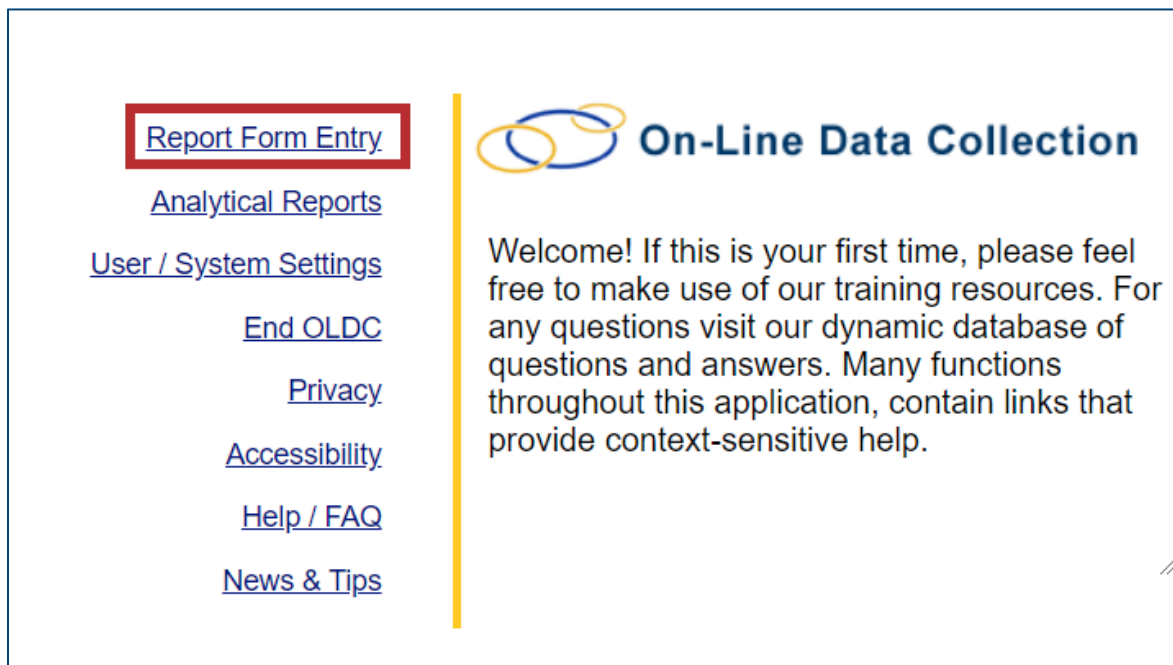 Report Form Entry
Analytical Reports
User / System Settings
End OLDC
Privacy
Accessibility
Help / FAQ
News & Tips
On-Line Data Collection
Welcome! If this is your first time, please feel
free to make use of our training resources. For
any questions visit our dynamic database of
questions and answers. Many functions
throughout this application, contain links that
provide context-sensitive help.